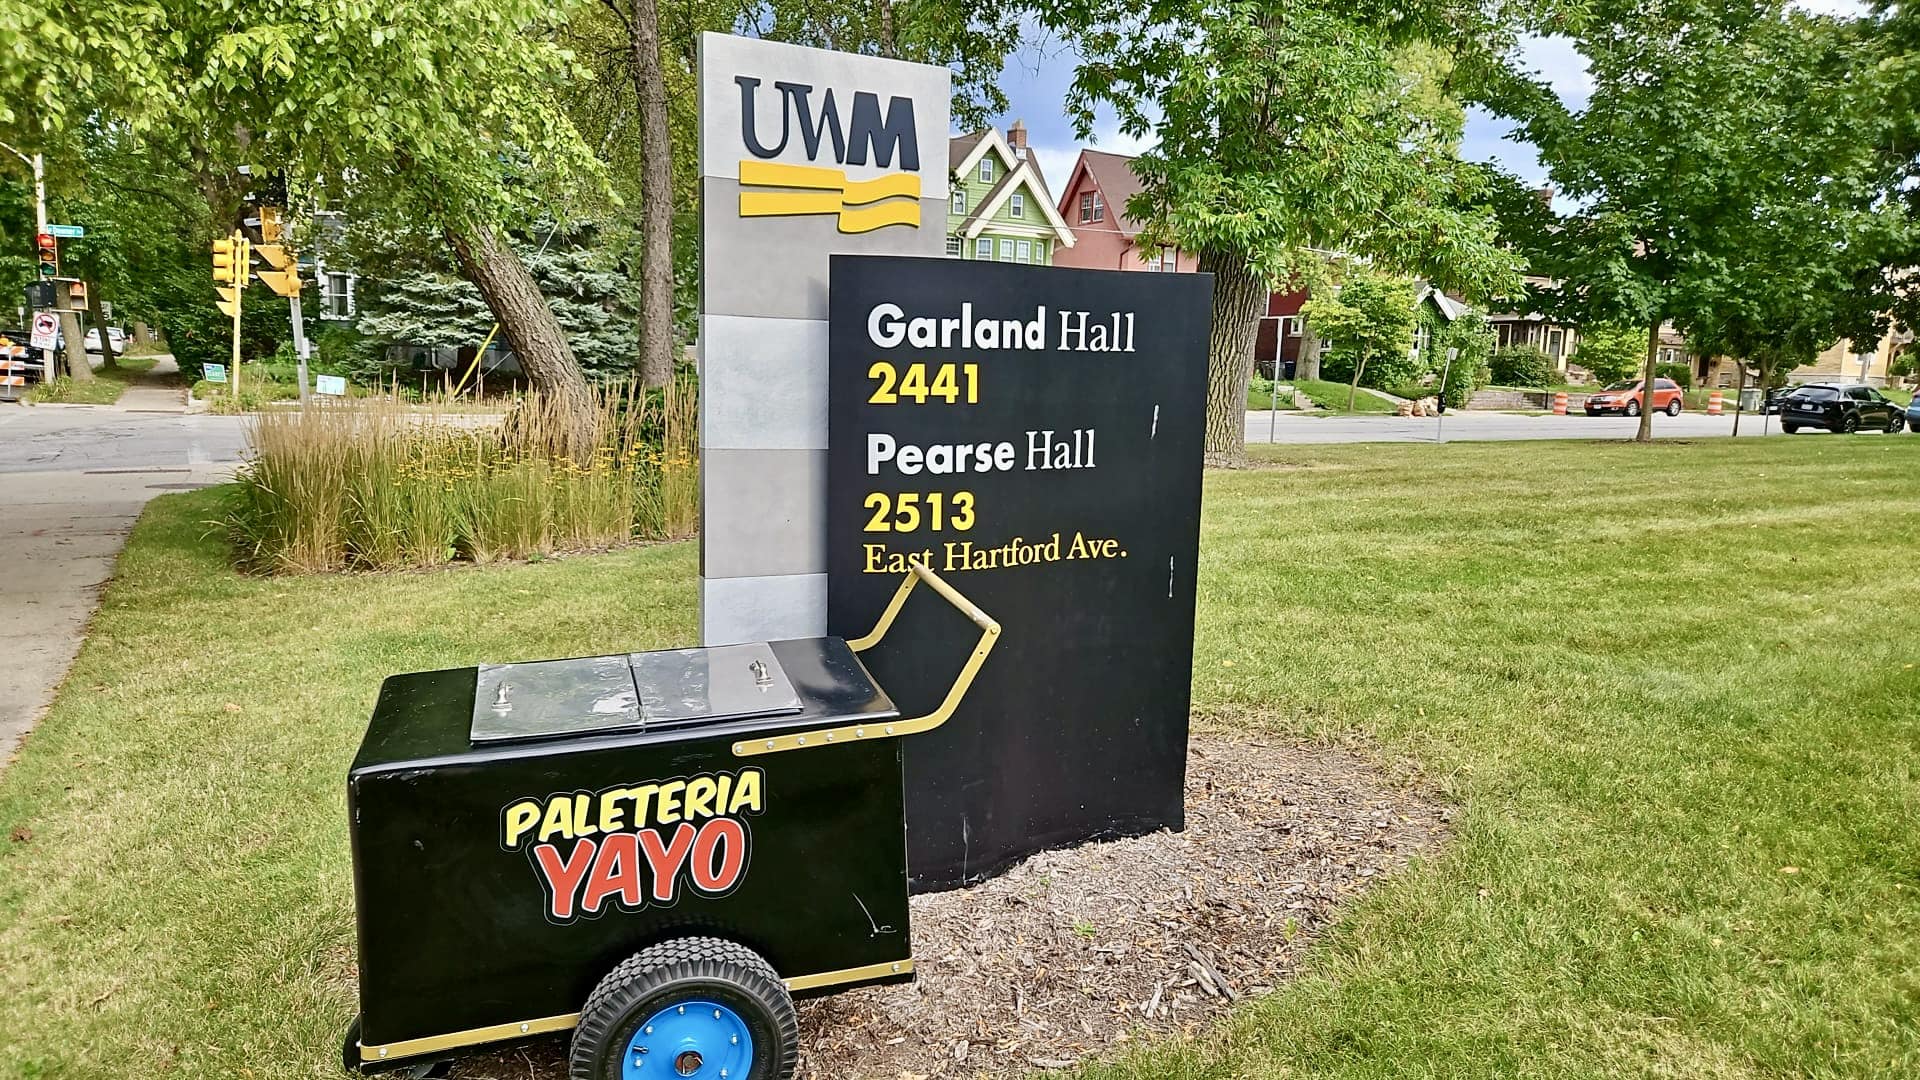 UWM
Garland Hall
2441
Pearse Hall
2513
East Hartford Ave.
PALETERIA
YAYO